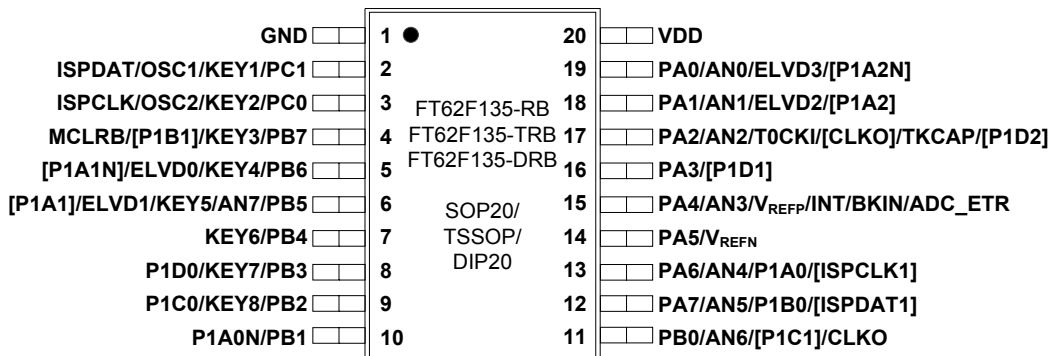 GND 1 20 VDD
ISPDAT/OSC1/KEY1/PC1 2 19 PA0/AN0/ELVD3/[P1A2N]
ISPCLK/OSC2/KEY2/PC0 3 18 PA1/AN1/ELVD2/[P1A2]
MCLRB/[P1B1]/KEY3/PB7 4 17 PA2/AN2/T0CKI/[CLKO]/TKCAP/[P1D2]
[P1A1N]/ELVD0/KEY4/PB6 5 16 PA3/[P1D1]
[P1A1]/ELVD1/KEY5/AN7/PB5 6 15 PA4/AN3/VREFP/INT/BKIN/ADC_ETR
KEY6/PB4 7 14 PA5/VREFN
P1D0/KEY7/PB3 8 13 PA6/AN4/P1A0/[ISPCLK1]
P1C0/KEY8/PB2 9 12 PA7/AN5/P1B0/[ISPDAT1]
P1A0N/PB1 10 11 PB0/AN6/[P1C1]/CLKO
FT62F135-RB
FT62F135-TRB
FT62F135-DRB
SOP20/
TSSOP/
DIP20